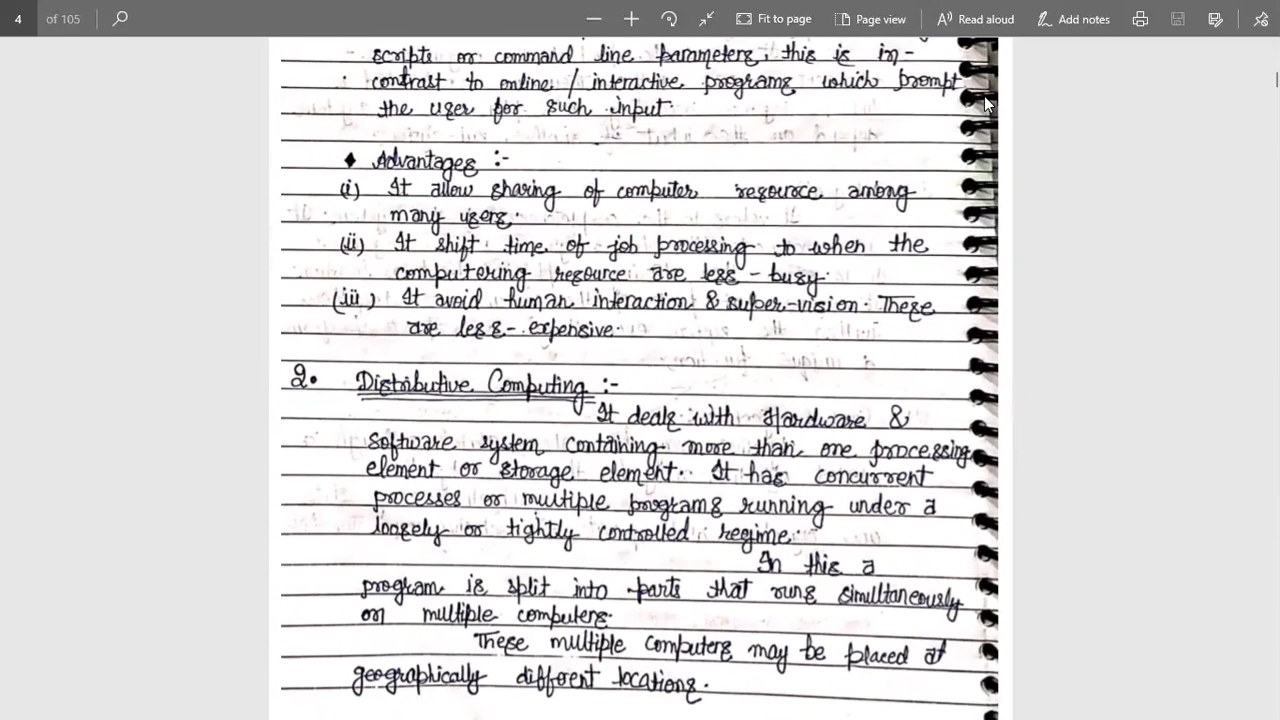 4 of 105 Fit to page Page view Read aloud Add notes
scripts or command line parameters, this is in-
contrast to online / interactive programs which prompt
the user for such input.
♦ Advantages :-
(i) It allow sharing of computer resource among
many users.
(ii) It shift time of job processing to when the
computering resource are less - busy.
(iii) It avoid human interaction & super-vision. These
are less - expensive.
2. Distributive Computing :-
It deals with Hardware &
software system containing more than one processing
element or storage element. It has concurrent
processes or multiple programs running under a
loosely or tightly controlled regime.
In this a
program is split into parts that runs simultaneously
on multiple computers.
These multiple computers may be placed at
geographically different locations.